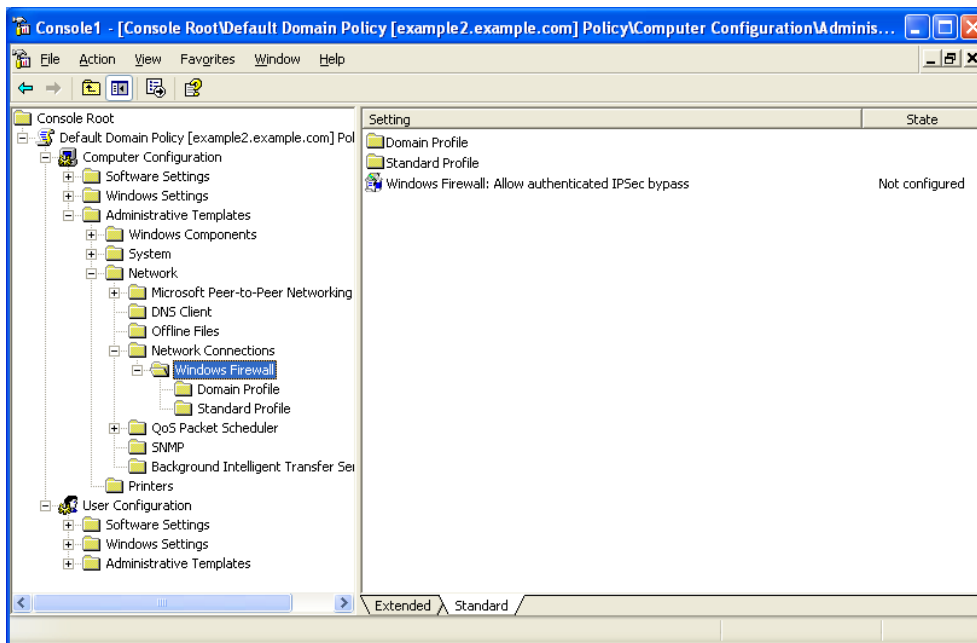 Console1 - [Console Root\Default Domain Policy [example2.example.com] Policy\Computer Configuration\Adminis...
File Action View Favorites Window Help
Console Root
Default Domain Policy [example2.example.com] Pol
Computer Configuration
Software Settings
Windows Settings
Administrative Templates
Windows Components
System
Network
Microsoft Peer-to-Peer Networking
DNS Client
Offline Files
Network Connections
Windows Firewall
Domain Profile
Standard Profile
QoS Packet Scheduler
SNMP
Background Intelligent Transfer Ser
Printers
User Configuration
Software Settings
Windows Settings
Administrative Templates
Setting State
Domain Profile
Standard Profile
Windows Firewall: Allow authenticated IPSec bypass Not configured
Extended Standard